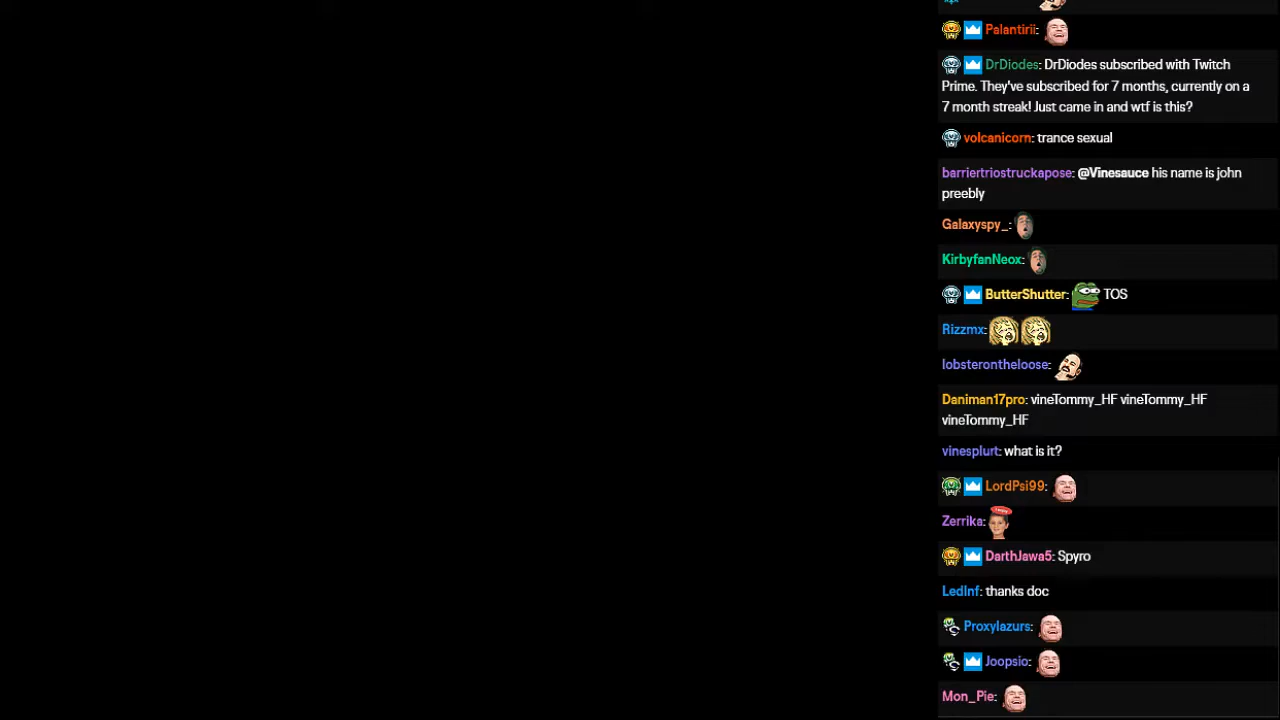 Palantirii:
DrDiodes: DrDiodes subscribed with Twitch
Prime. They've subscribed for 7 months, currently on a
7 month streak! Just came in and wtf is this?
volcanicorn: trance sexual
barriertriostruckapose: @Vinesauce his name is john
preebly
Galaxyspy_:
KirbyfanNeox:
ButterShutter: TOS
Rizzmx:
lobsterontheloose:
Daniman17pro: vineTommy_HF vineTommy_HF
vineTommy_HF
vinesplurt: what is it?
LordPsi99:
Zerrika:
DarthJawa5: Spyro
LedInf: thanks doc
Proxylazurs:
Joopsio:
Mon_Pie: